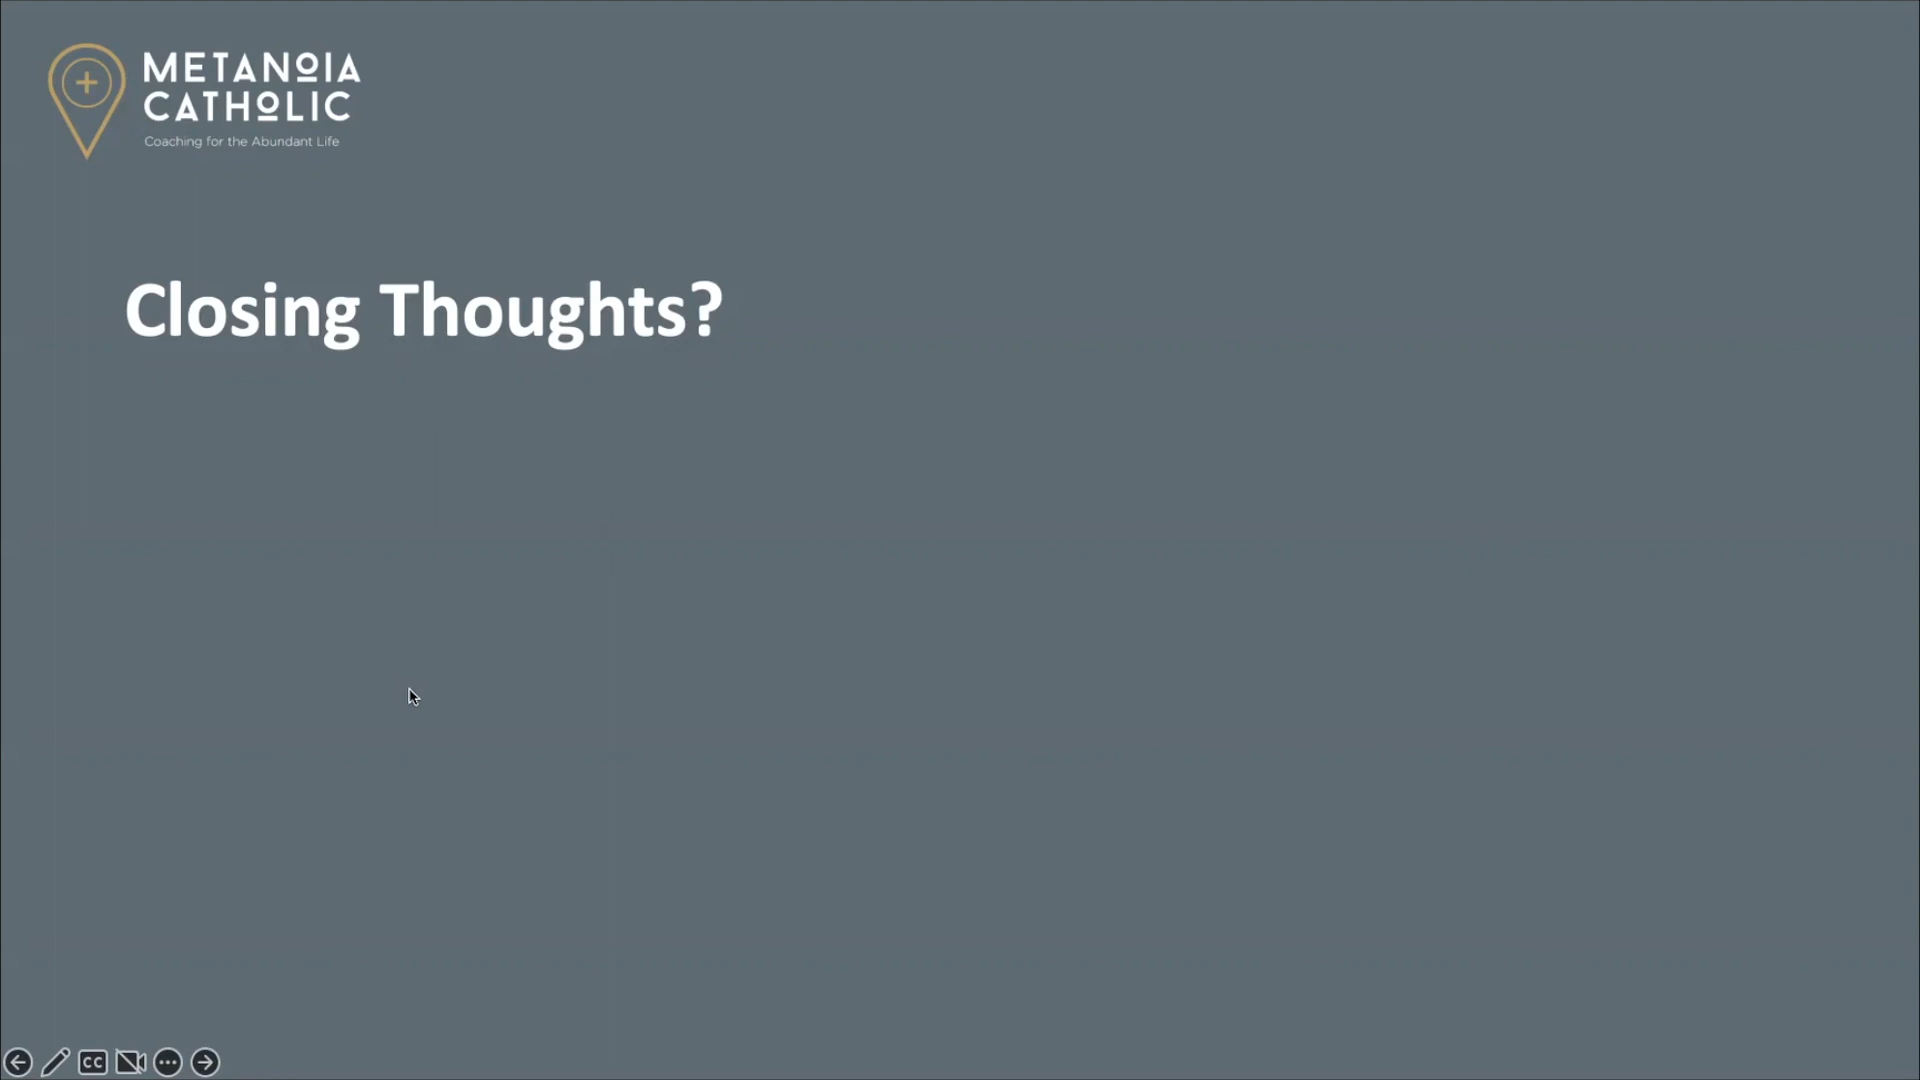 METANOIA
CATHOLIC
Coaching for the Abundant Life
Closing Thoughts?
CC